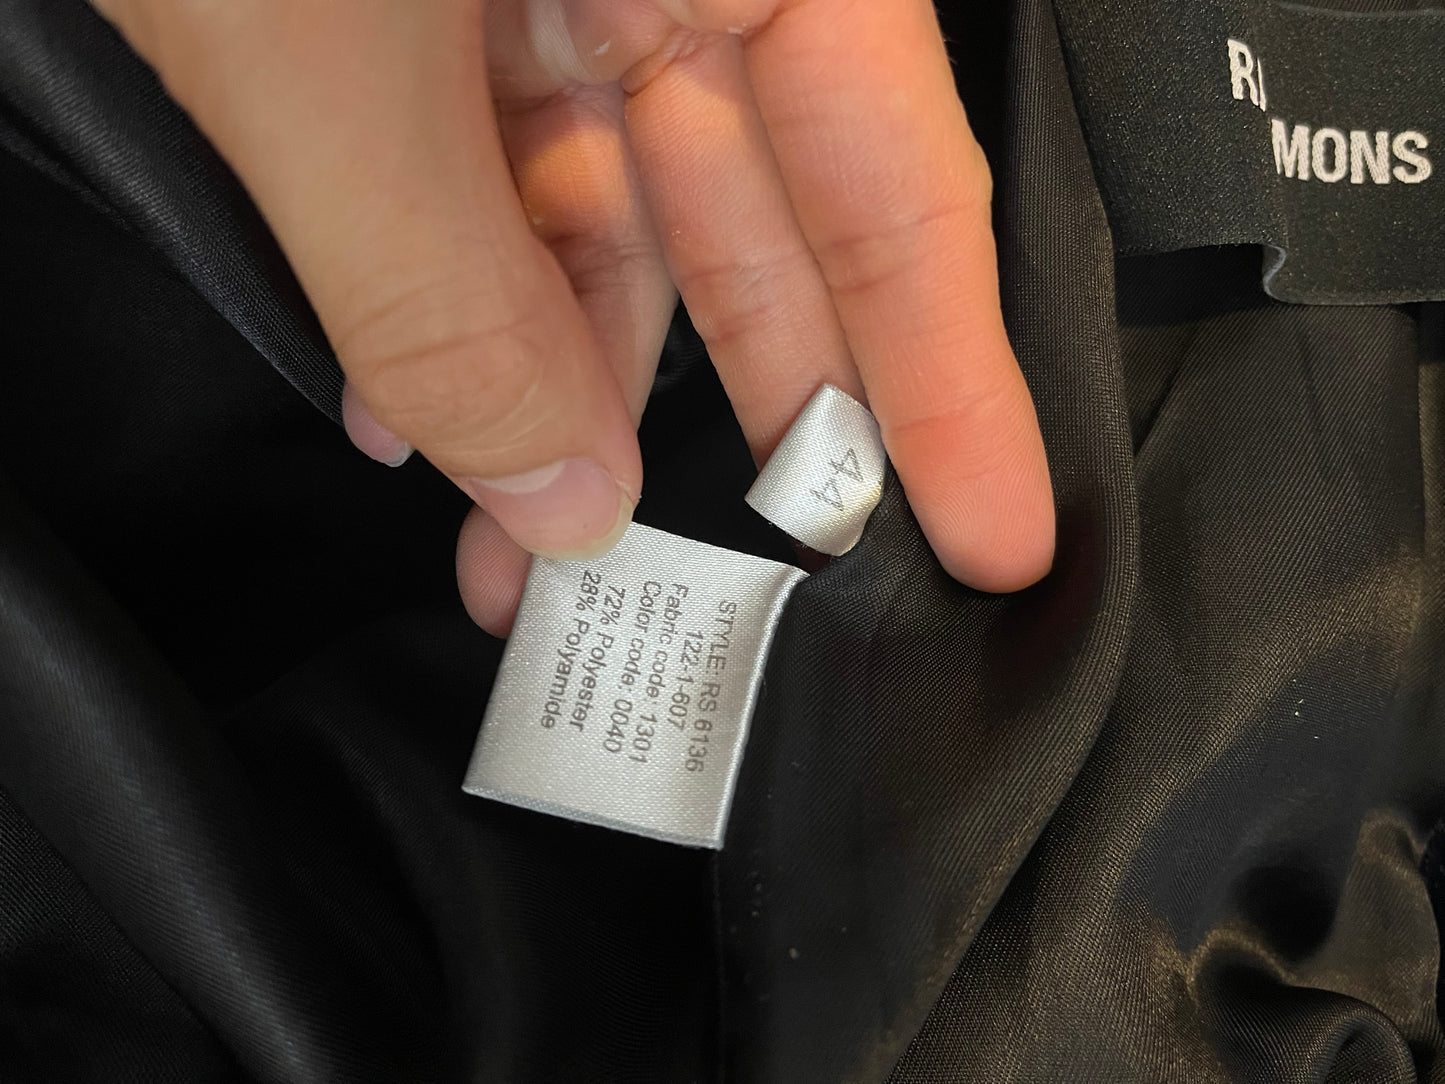 R
MONS
44
STYLE: RS 6136
122-1-607
Fabric code: 1301
Color code: 0040
72% Polyester
28% Polyamide